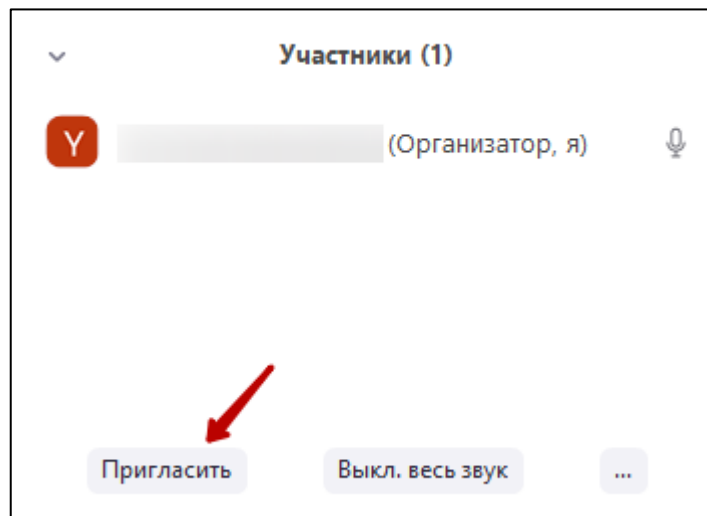 Участники (1)
Y (Организатор, я)
Пригласить Выкл. весь звук ...